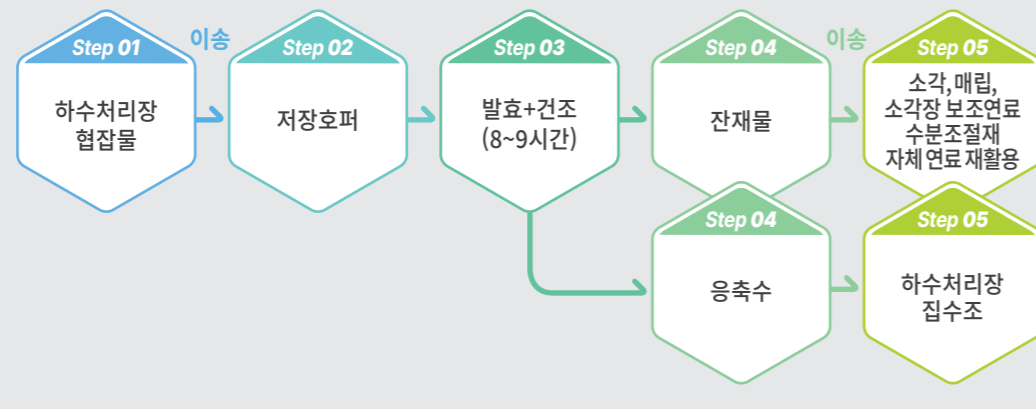 Step 01
하수처리장
협잡물
이송
Step 02
저장호퍼
Step 03
발효+건조
(8~9시간)
Step 04
잔재물
이송
Step 05
소각, 매립,
소각장 보조연료
수분조절재
자체 연료 재활용
Step 04
응축수
Step 05
하수처리장
집수조